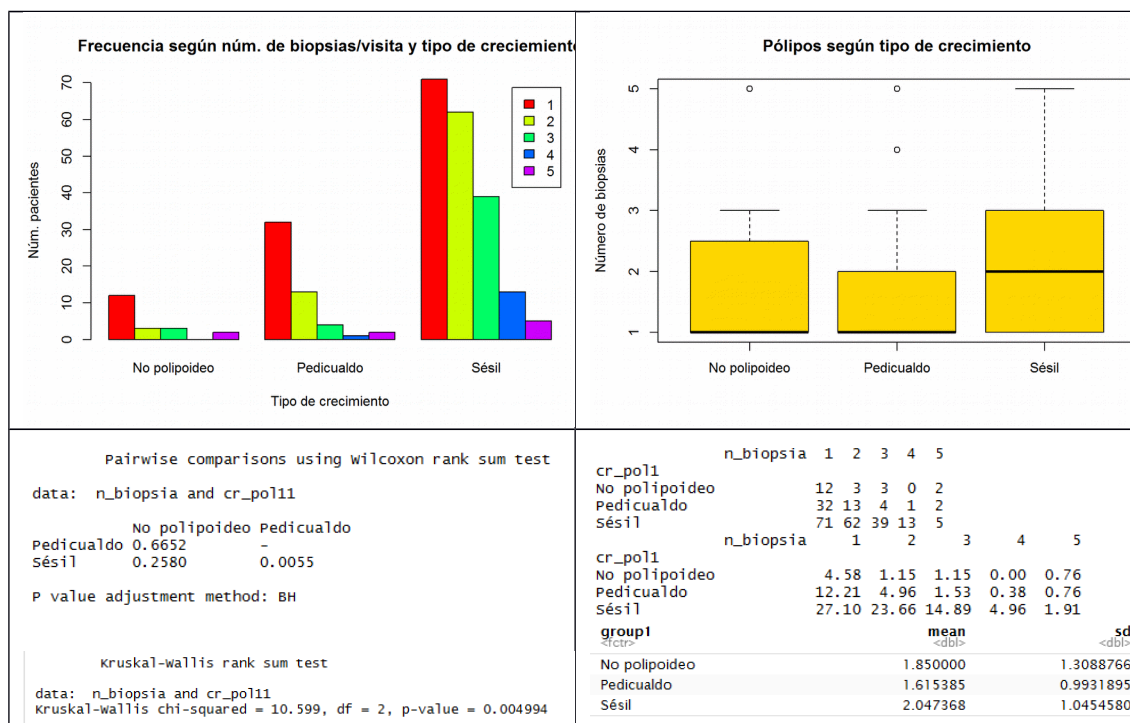 Frecuencia según núm. de biopsias/visita y tipo de creciemiento
Núm. pacientes
70
60
50
40
30
20
10
0
1
2
3
4
5
No polipoideo Pedicualdo Sésil
Tipo de crecimiento
Pólipos según tipo de crecimiento
Número de biopsias
5
4
3
2
1
No polipoideo Pedicualdo Sésil
Pairwise comparisons using Wilcoxon rank sum test
data: n_biopsia and cr_pol11
No polipoideo Pedicualdo
Pedicualdo 0.6652 -
Sésil 0.2580 0.0055
P value adjustment method: BH
Kruskal-Wallis rank sum test
data: n_biopsia and cr_pol11
Kruskal-Wallis chi-squared = 10.599, df = 2, p-value = 0.004994
n_biopsia 1 2 3 4 5
cr_pol1
No polipoideo 12 3 3 0 2
Pedicualdo 32 13 4 1 2
Sésil 71 62 39 13 5
n_biopsia 1 2 3 4 5
cr_pol1
No polipoideo 4.58 1.15 1.15 0.00 0.76
Pedicualdo 12.21 4.96 1.53 0.38 0.76
Sésil 27.10 23.66 14.89 4.96 1.91
group1 mean sd
<fctr> <dbl> <dbl>
No polipoideo 1.850000 1.3088766
Pedicualdo 1.615385 0.9931895
Sésil 2.047368 1.0454580